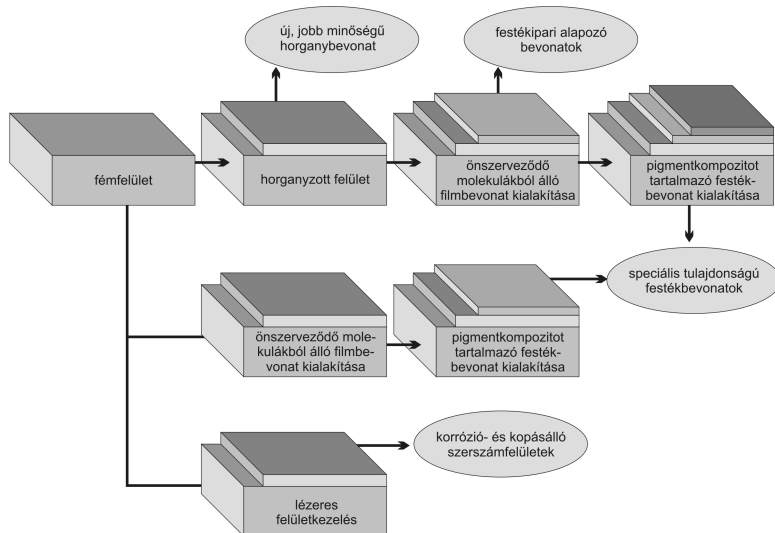 új, jobb minőségű
horganybevonat
festékipari alapozó
bevonatok
fémfelület
horganyzott felület
önszerveződő
molekulákból álló
filmbevonat kialakítása
pigmentkompozitot
tartalmazó festék-
bevonat kialakítása
speciális tulajdonságú
festékbevonatok
önszerveződő mole-
kulákból álló filmbe-
vonat kialakítása
pigmentkompozitot
tartalmazó festék-
bevonat kialakítása
korrózió- és kopásálló
szerszámfelületek
lézeres
felületkezelés